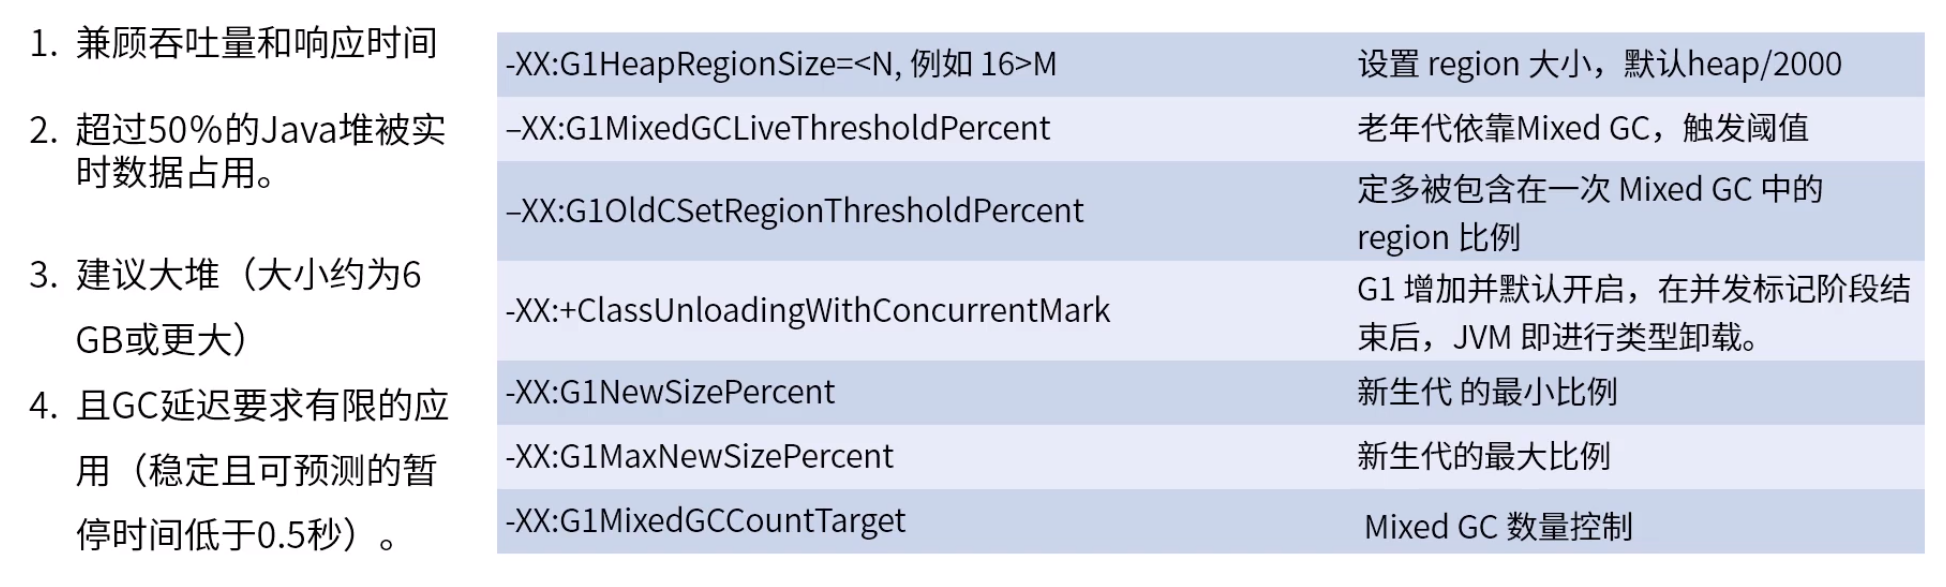 1. 兼顾吞吐量和响应时间
2. 超过50%的Java堆被实
时数据占用。
3. 建议大堆（大小约为6
GB或更大）
4. 且GC延迟要求有限的应
用（稳定且可预测的暂
停时间低于0.5秒）。
-XX:G1HeapRegionSize=<N, 例如 16>M
设置 region 大小，默认heap/2000
–XX:G1MixedGCLiveThresholdPercent
老年代依靠Mixed GC，触发阈值
–XX:G1OldCSetRegionThresholdPercent
定多被包含在一次 Mixed GC 中的
region 比例
-XX:+ClassUnloadingWithConcurrentMark
G1 增加并默认开启，在并发标记阶段结
束后，JVM 即进行类型卸载。
-XX:G1NewSizePercent
新生代 的最小比例
-XX:G1MaxNewSizePercent
新生代的最大比例
-XX:G1MixedGCCountTarget
Mixed GC 数量控制